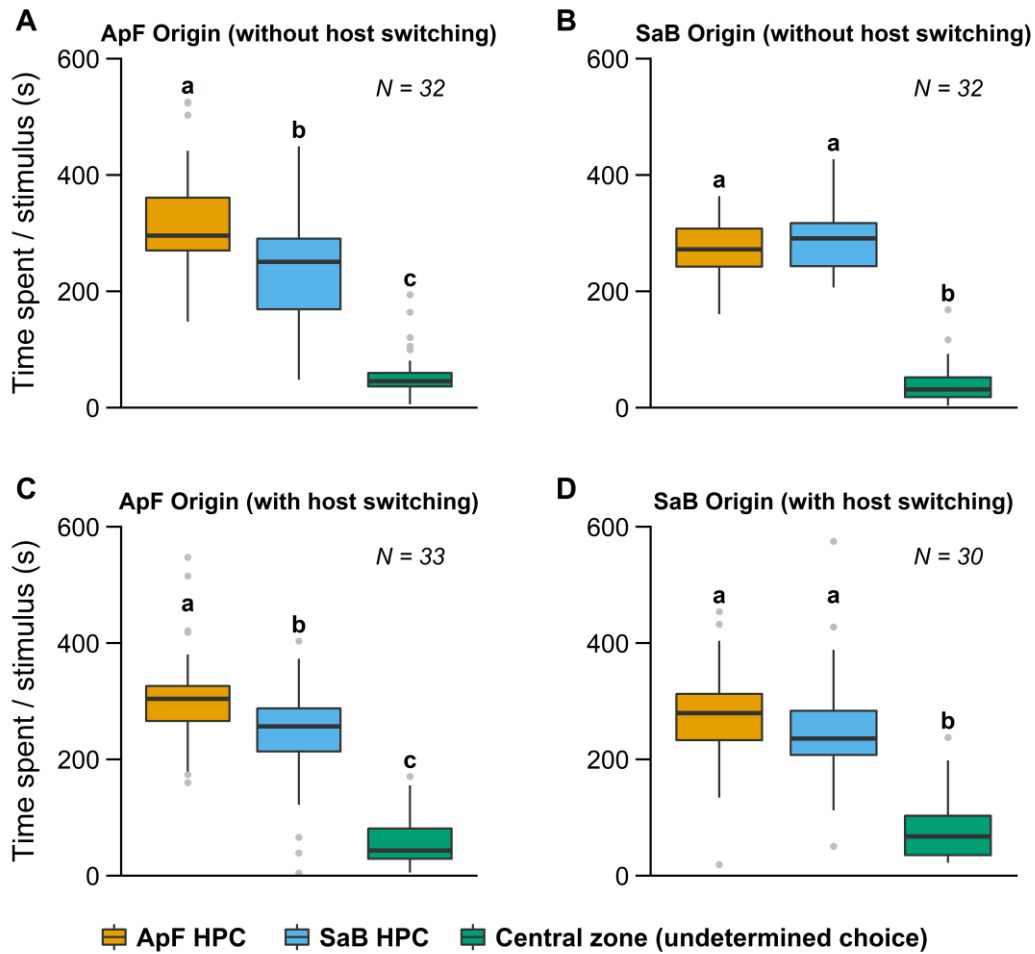 A
ApF Origin (without host switching)
B
SaB Origin (without host switching)
Time spent / stimulus (s)
600
400
200
0
a
b
c
N = 32
600
400
200
0
a
a
b
N = 32
C
ApF Origin (with host switching)
D
SaB Origin (with host switching)
Time spent / stimulus (s)
600
400
200
0
a
b
c
N = 33
600
400
200
0
a
a
b
N = 30
ApF HPC SaB HPC Central zone (undetermined choice)